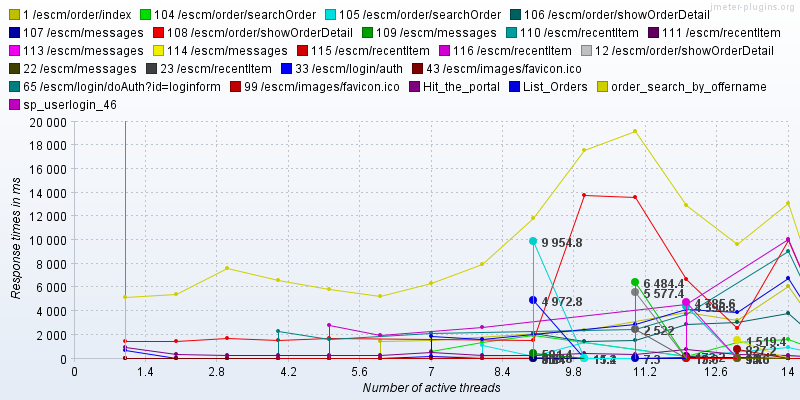 jmeter-plugins.org
1 /escm/order/index 104 /escm/order/searchOrder 105 /escm/order/searchOrder 106 /escm/order/showOrderDetail
107 /escm/messages 108 /escm/order/showOrderDetail 109 /escm/messages 110 /escm/recentItem 111 /escm/recentItem
113 /escm/messages 114 /escm/messages 115 /escm/recentItem 116 /escm/recentItem 12 /escm/order/showOrderDetail
22 /escm/messages 23 /escm/recentItem 33 /escm/login/auth 43 /escm/images/favicon.ico
65 /escm/login/doAuth?id=loginform 99 /escm/images/favicon.ico Hit_the_portal List_Orders order_search_by_offername
sp_userlogin_46
20 000
18 000
16 000
14 000
12 000
10 000
8 000
6 000
4 000
2 000
0
Response times in ms
9 954.8
6 484.4
5 577.4
4 972.8
4 785.6
2 522
1 519.4
827.2
7.3
0 1.4 2.8 4.2 5.6 7 8.4 9.8 11.2 12.6 14
Number of active threads